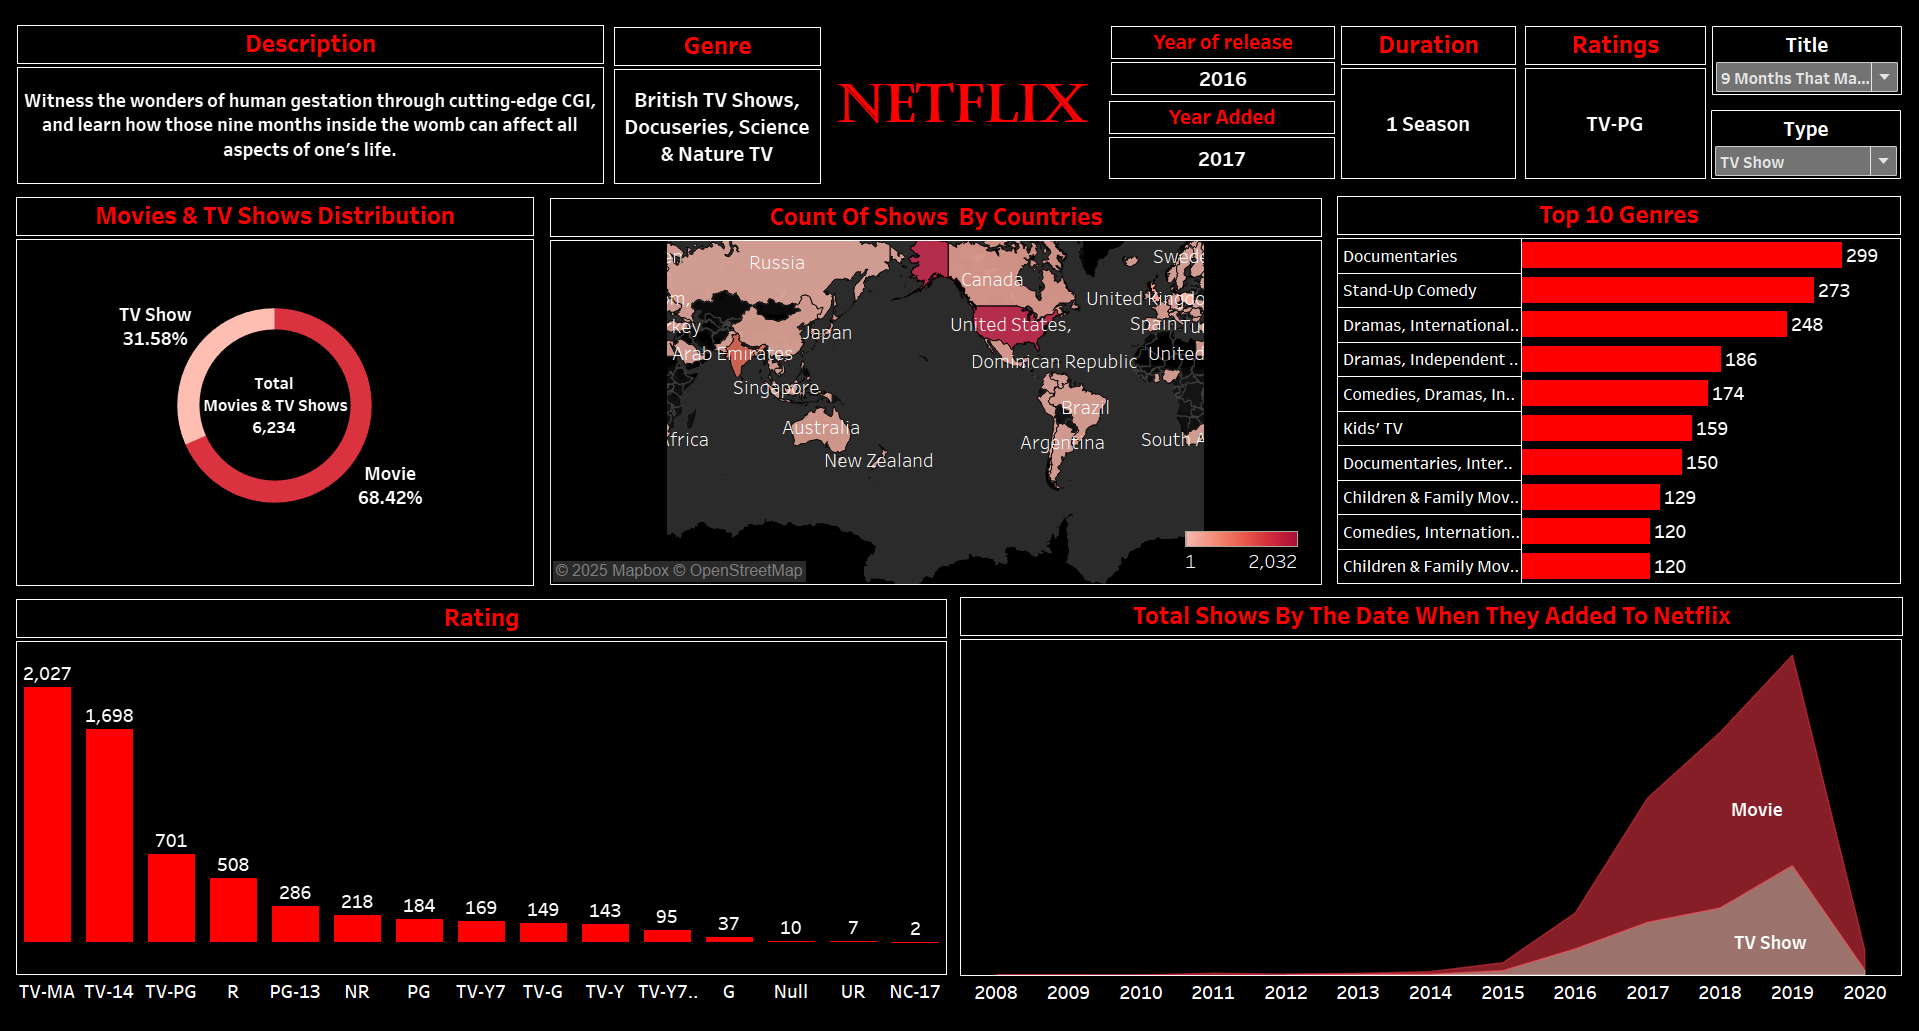 Description
Witness the wonders of human gestation through cutting-edge CGI,
and learn how those nine months inside the womb can affect all
aspects of one’s life.
Genre
British TV Shows,
Docuseries, Science
& Nature TV
NETFLIX
Year of release
2016
Year Added
2017
Duration
1 Season
Ratings
TV-PG
Title
9 Months That Ma...
Type
TV Show
Movies & TV Shows Distribution
TV Show
31.58%
Total
Movies & TV Shows
6,234
Movie
68.42%
Count Of Shows By Countries
Russia
Canada
Swede
United Kingdo
United States,
Spain
Tur
Japan
rkey
Arab Emirates
Dominican Republic
United
Singapore
Brazil
Australia
Argentina
South A
frica
New Zealand
1
2,032
© 2025 Mapbox © OpenStreetMap
Top 10 Genres
Documentaries 299
Stand-Up Comedy 273
Dramas, International.. 248
Dramas, Independent .. 186
Comedies, Dramas, In.. 174
Kids’ TV 159
Documentaries, Inter.. 150
Children & Family Mov.. 129
Comedies, Internation.. 120
Children & Family Mov.. 120
Rating
2,027
1,698
701
508
286
218
184
169
149
143
95
37
10
7
2
TV-MA TV-14 TV-PG R PG-13 NR PG TV-Y7 TV-G TV-Y TV-Y7.. G Null UR NC-17
Total Shows By The Date When They Added To Netflix
Movie
TV Show
2008 2009 2010 2011 2012 2013 2014 2015 2016 2017 2018 2019 2020